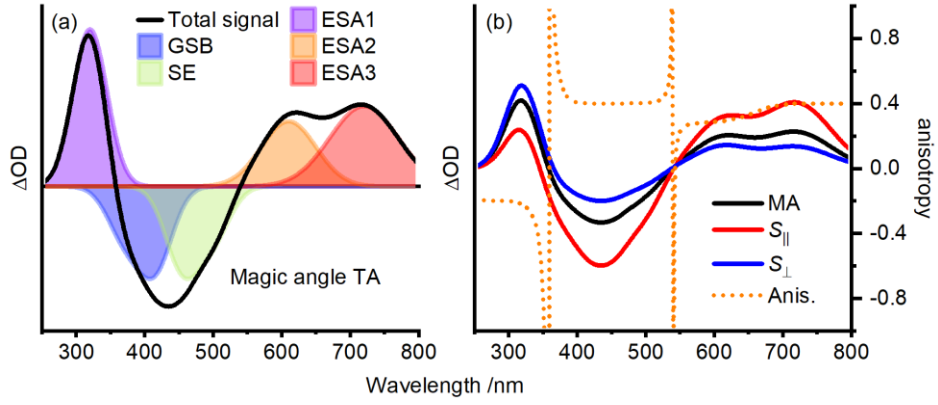 (a)
Total signal
GSB
SE
ESA1
ESA2
ESA3
ΔOD
Magic angle TA
300 400 500 600 700 800
(b)
ΔOD
MA
S||
S⊥
Anis.
0.8
0.4
0.0
-0.4
-0.8
anisotropy
300 400 500 600 700 800
Wavelength /nm